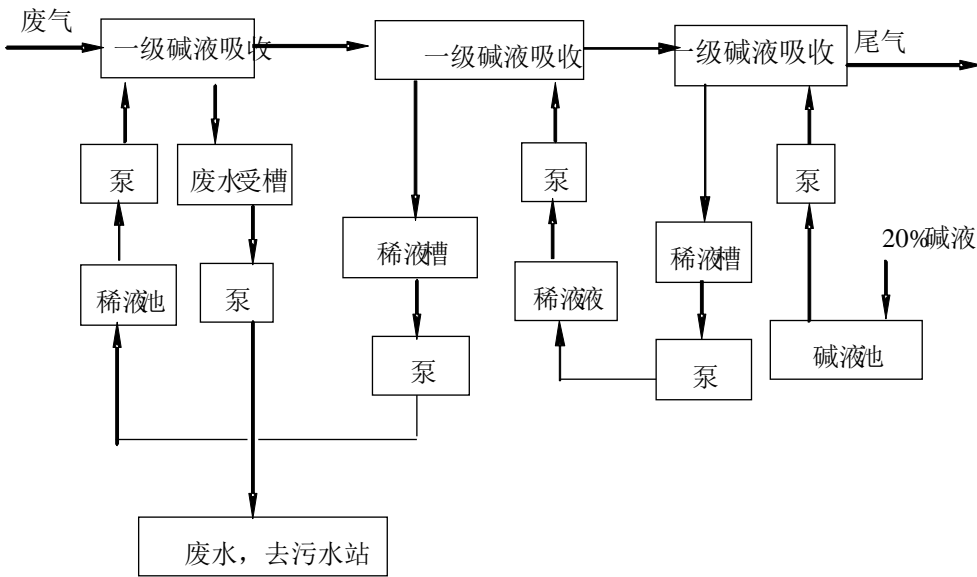 废气
一级碱液吸收
一级碱液吸收
一级碱液吸收
尾气
泵
废水受槽
泵
泵
稀液槽
稀液槽
20%碱液
稀液池
泵
稀液液
泵
泵
碱液池
废水，去污水站